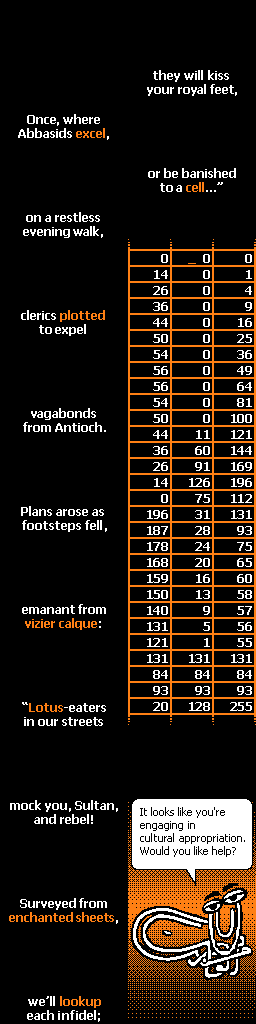 Once, where
Abbasids excel,
on a restless
evening walk,
clerics plotted
to expel
vagabonds
from Antioch.
Plans arose as
footsteps fell,
emanant from
vizier calque:
“Lotus-eaters
in our streets
mock you, Sultan,
and rebel!
Surveyed from
enchanted sheets,
we’ll lookup
each infidel;
they will kiss
your royal feet,
or be banished
to a cell...”
0 _ 0 0
14 0 1
26 0 4
36 0 9
44 0 16
50 0 25
54 0 36
56 0 49
56 0 64
54 0 81
50 0 100
44 11 121
36 60 144
26 91 169
14 126 196
0 75 112
196 31 131
187 28 93
178 24 75
168 20 65
159 16 60
150 13 58
140 9 57
131 5 56
121 1 55
131 131 131
84 84 84
93 93 93
20 128 255
It looks like you're
engaging in
cultural appropriation.
Would you like help?